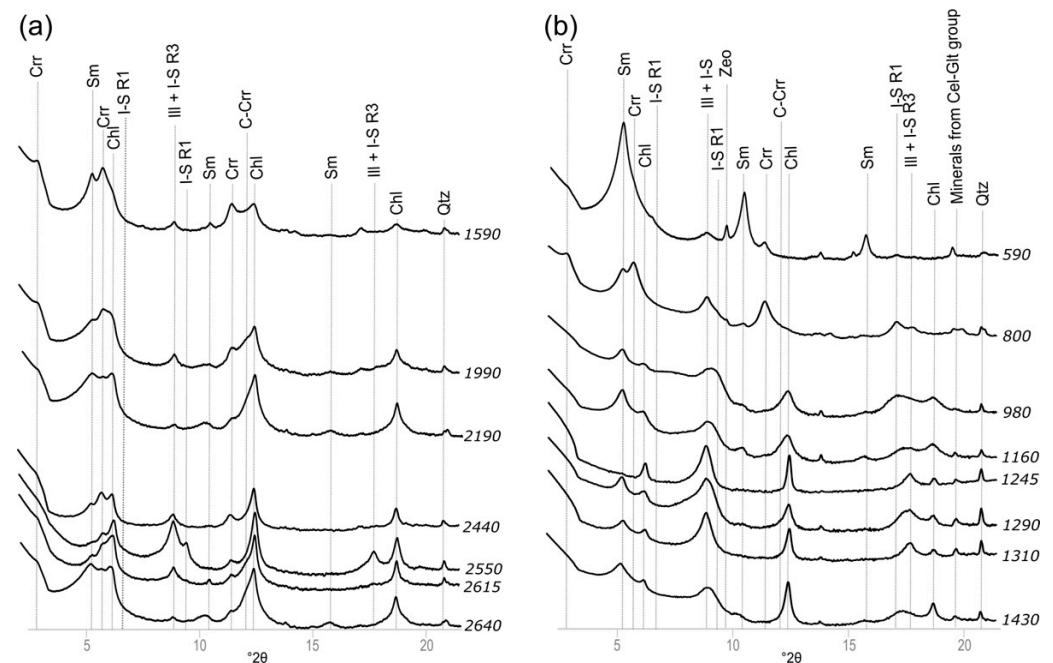 (a)
Crr
Sm
Crr
Chl
I-S R1
Ill + I-S R3
I-S R1
Sm
Crr
C-Crr
Chl
Sm
Ill + I-S R3
Chl
Qtz
1590
1990
2190
2440
2550
2615
2640
5
10
15
20
°2θ
(b)
Crr
Sm
Crr
Chl
I-S R1
Ill + I-S
I-S R1
Zeo
Sm
Crr
C-Crr
Chl
Sm
I-S R1
Ill + I-S R3
Chl
Minerals from Cel-Glt group
Qtz
590
800
980
1160
1245
1290
1310
1430
5
10
15
20
°2θ